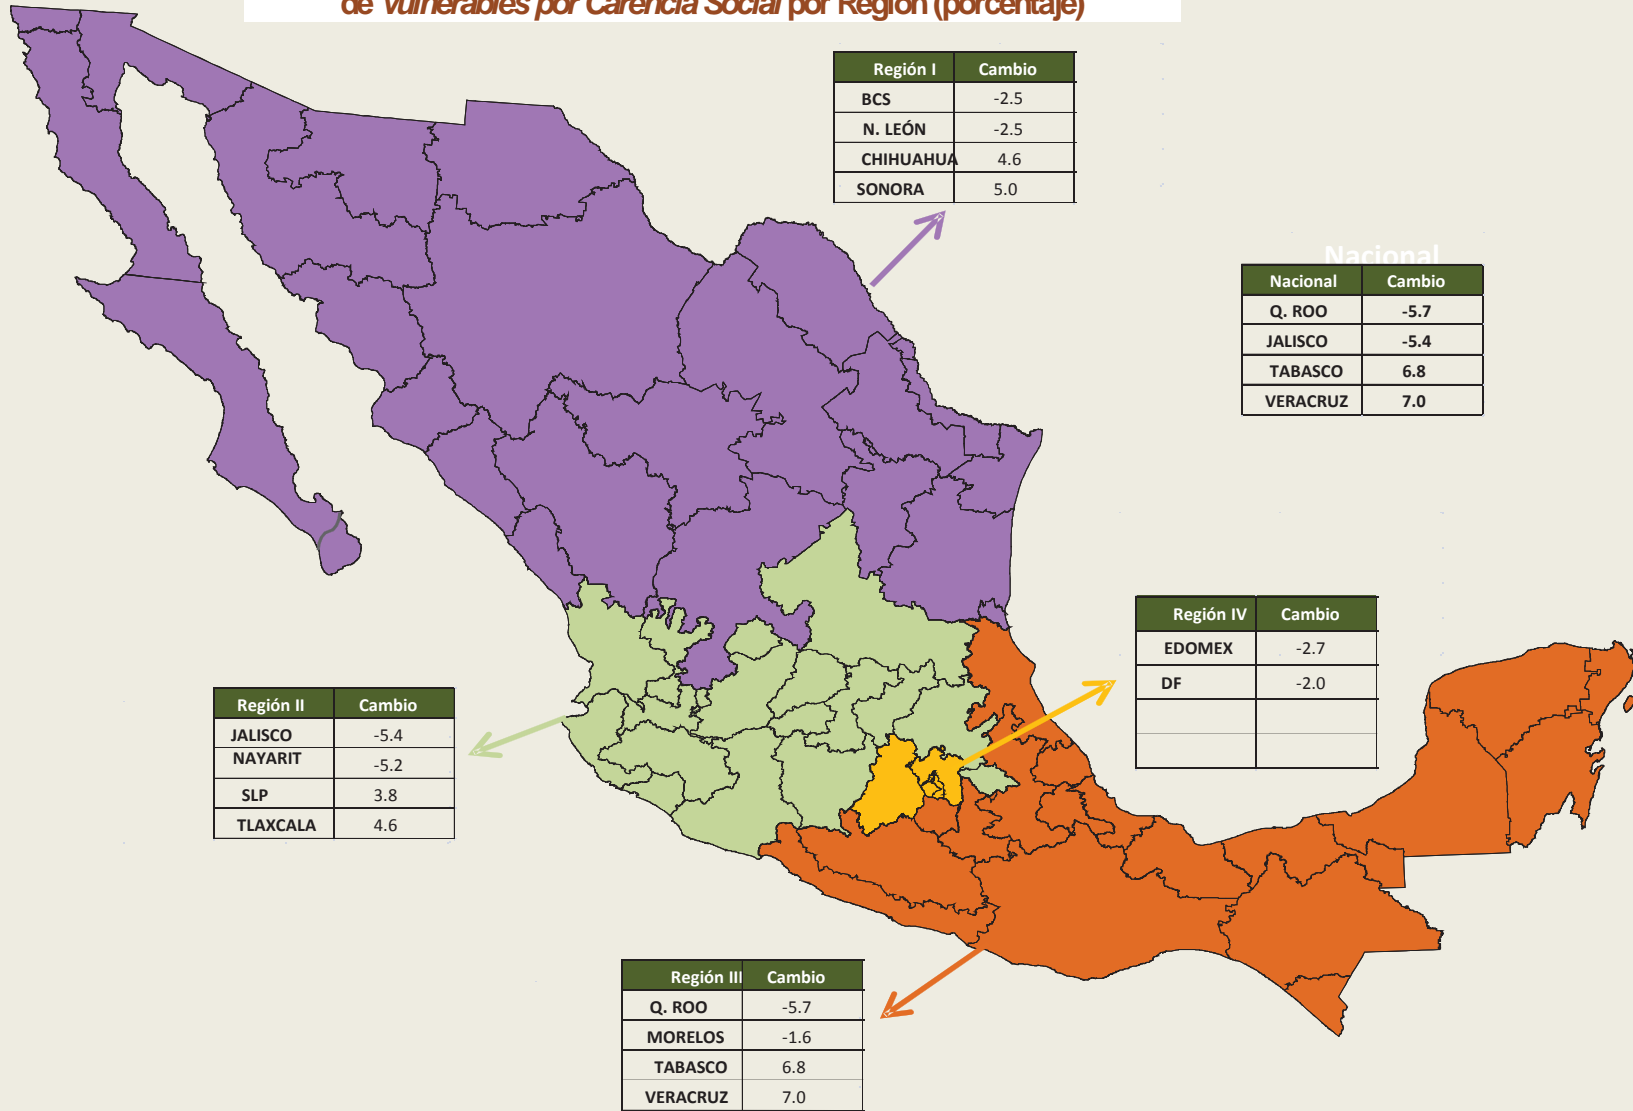 de Vulnerables por Carencia Social por Región (porcentaje)
Región I Cambio
BCS -2.5
N. LEÓN -2.5
CHIHUAHUA 4.6
SONORA 5.0
Nacional
Nacional Cambio
Q. ROO -5.7
JALISCO -5.4
TABASCO 6.8
VERACRUZ 7.0
Región IV Cambio
EDOMEX -2.7
DF -2.0
Región II Cambio
JALISCO -5.4
NAYARIT -5.2
SLP 3.8
TLAXCALA 4.6
Región III Cambio
Q. ROO -5.7
MORELOS -1.6
TABASCO 6.8
VERACRUZ 7.0